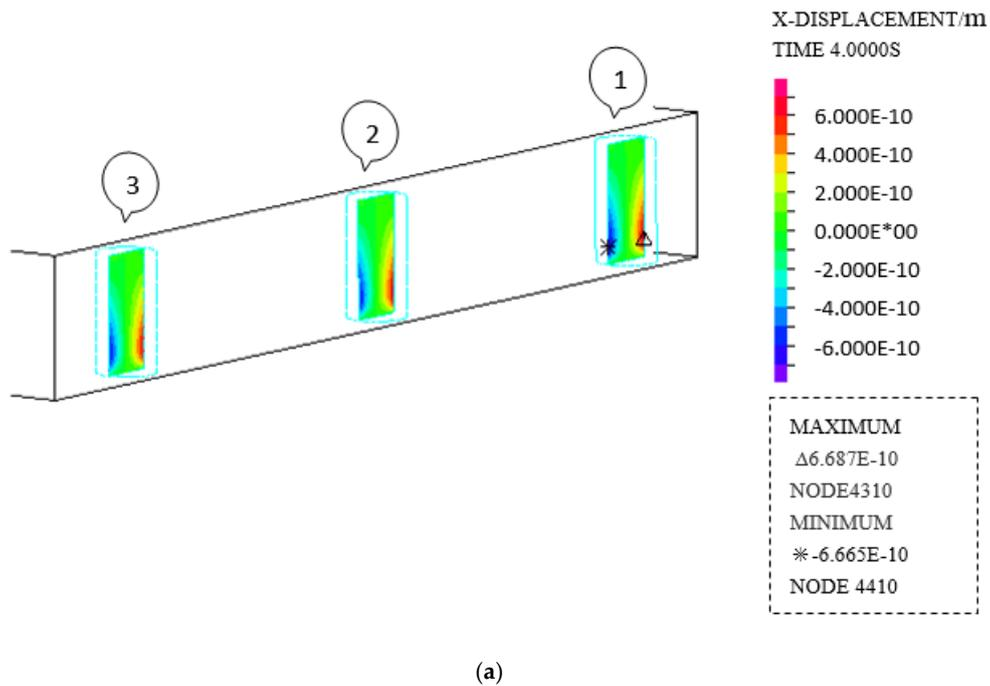 X-DISPLACEMENT/m
TIME 4.0000S
1
2
3
6.000E-10
4.000E-10
2.000E-10
0.000E*00
-2.000E-10
-4.000E-10
-6.000E-10
MAXIMUM
Δ6.687E-10
NODE4310
MINIMUM
✳-6.665E-10
NODE 4410
(a)